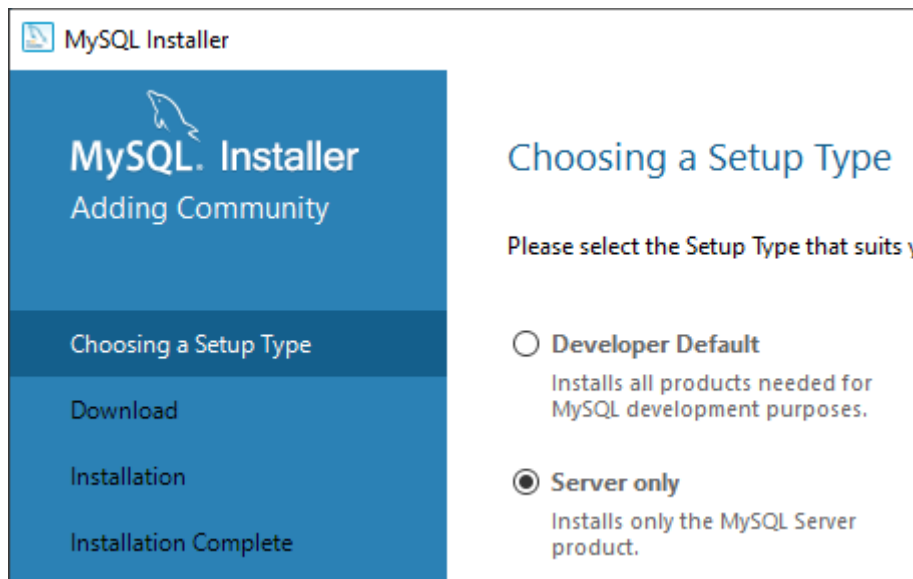 MySQL Installer
MySQL. Installer
Adding Community
Choosing a Setup Type
Download
Installation
Installation Complete
Choosing a Setup Type
Please select the Setup Type that suits
Developer Default
Installs all products needed for
MySQL development purposes.
Server only
Installs only the MySQL Server
product.